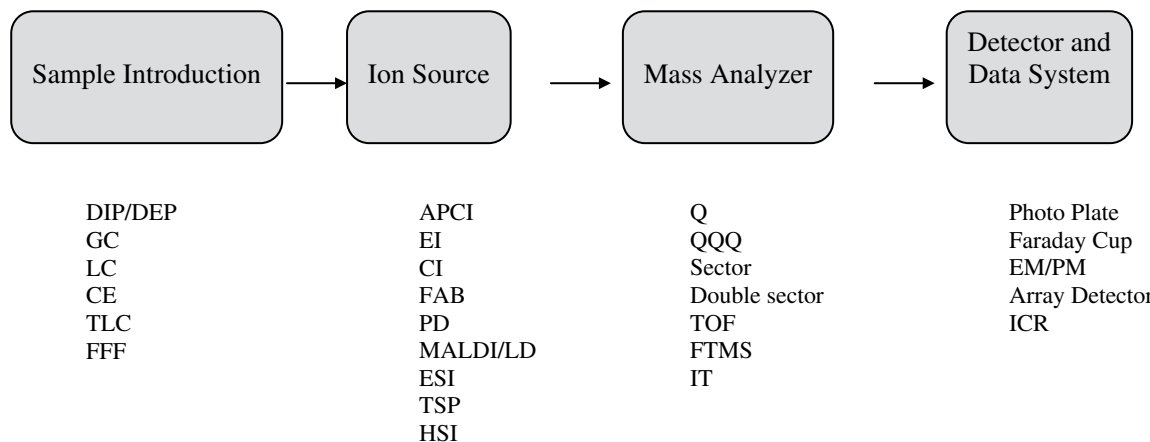 Sample Introduction
Ion Source
Mass Analyzer
Detector and
Data System
DIP/DEP
GC
LC
CE
TLC
FFF
APCI
EI
CI
FAB
PD
MALDI/LD
ESI
TSP
HSI
Q
QQQ
Sector
Double sector
TOF
FTMS
IT
Photo Plate
Faraday Cup
EM/PM
Array Detector
ICR